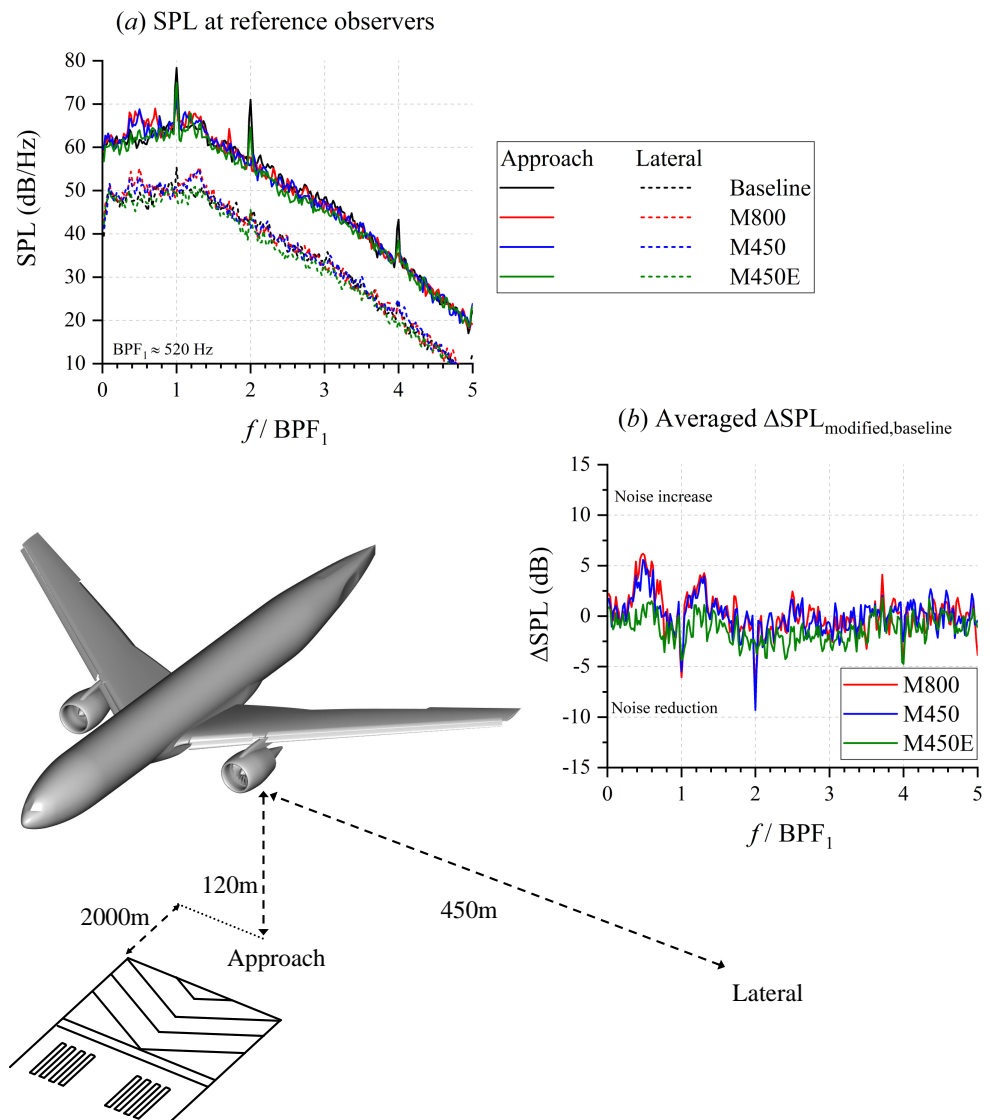 (a) SPL at reference observers
SPL (dB/Hz)
80
70
60
50
40
30
20
10
BPF₁ ≈ 520 Hz
0 1 2 3 4 5
f / BPF₁
Approach Lateral
Baseline
M800
M450
M450E
(b) Averaged ΔSPLmodified,baseline
ΔSPL (dB)
15
10
5
0
-5
-10
-15
Noise increase
Noise reduction
M800
M450
M450E
0 1 2 3 4 5
f / BPF₁
120m
2000m
450m
Approach
Lateral